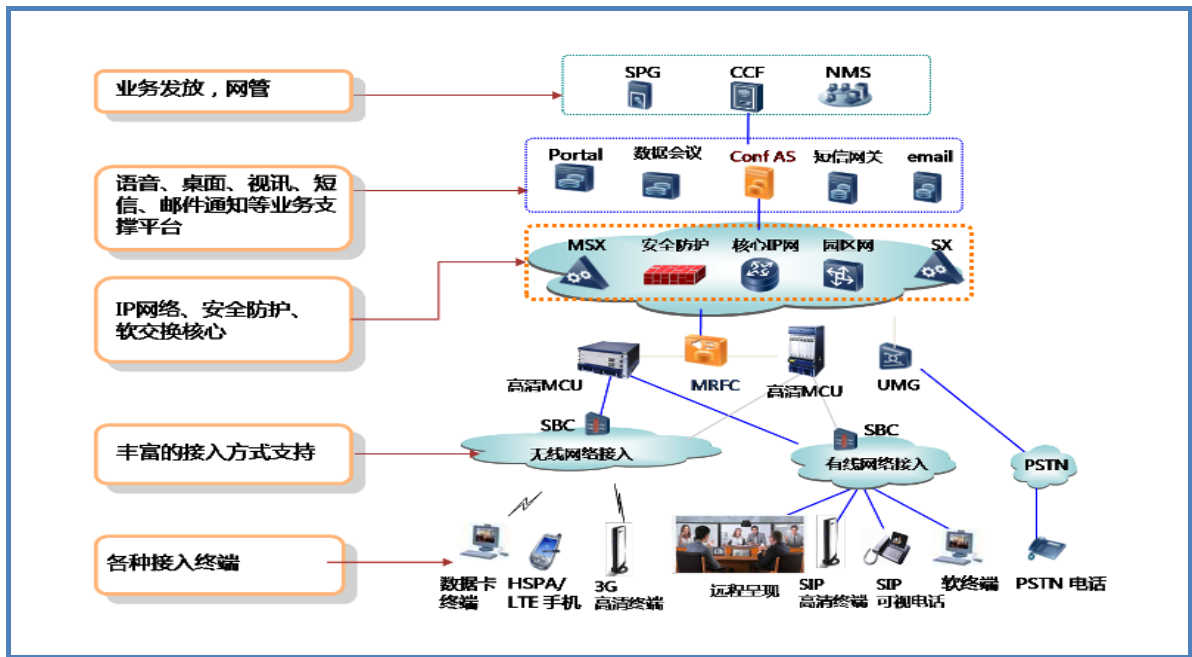 业务发放，网管
SPG
CCF
NMS
语音、桌面、视讯、短
信、邮件通知等业务支
撑平台
Portal
数据会议
Conf AS
短信网关
email
IP网络、安全防护、
软交换核心
MSX
安全防护
核心IP网
园区网
SX
高清MCU
MRFC
高清MCU
UMG
丰富的接入方式支持
SBC
无线网络接入
SBC
有线网络接入
PSTN
各种接入终端
数据卡
终端
HSPA/
LTE 手机
3G
高清终端
远程呈现
SIP
高清终端
SIP
可视电话
软终端
PSTN 电话